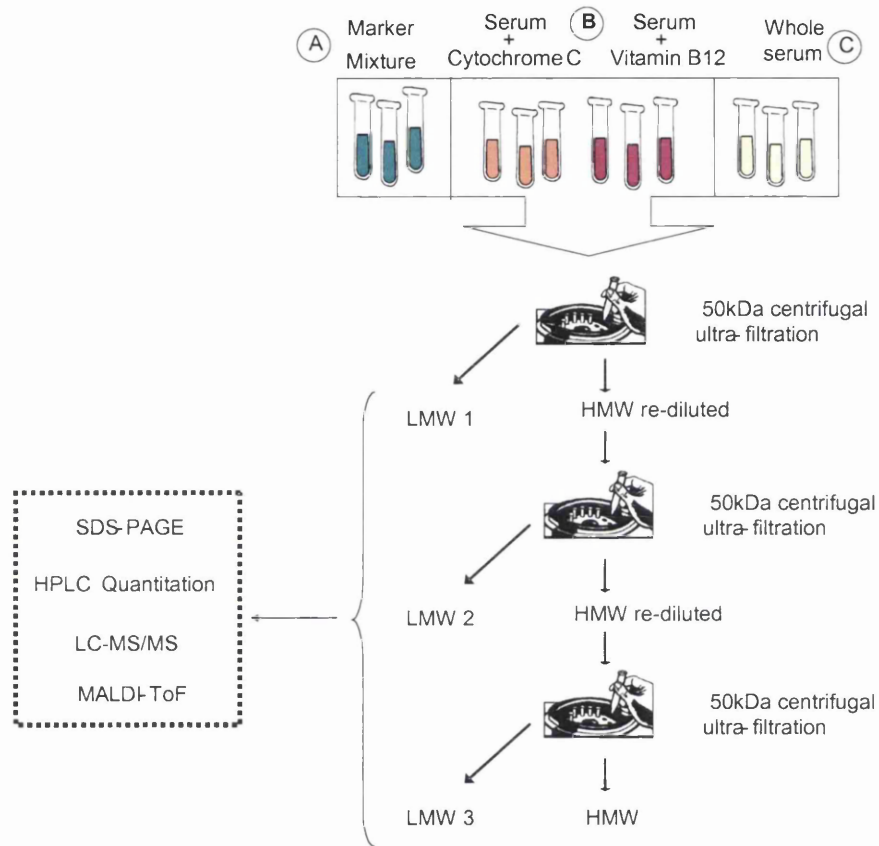 A
Marker
Mixture
Serum
+
Cytochrome C
B
Serum
+
Vitamin B12
Whole
serum
C
50kDa centrifugal
ultra-filtration
LMW 1
HMW re-diluted
50kDa centrifugal
ultra-filtration
LMW 2
HMW re-diluted
50kDa centrifugal
ultra-filtration
LMW 3
HMW
SDS-PAGE
HPLC Quantitation
LC-MS/MS
MALDI-ToF